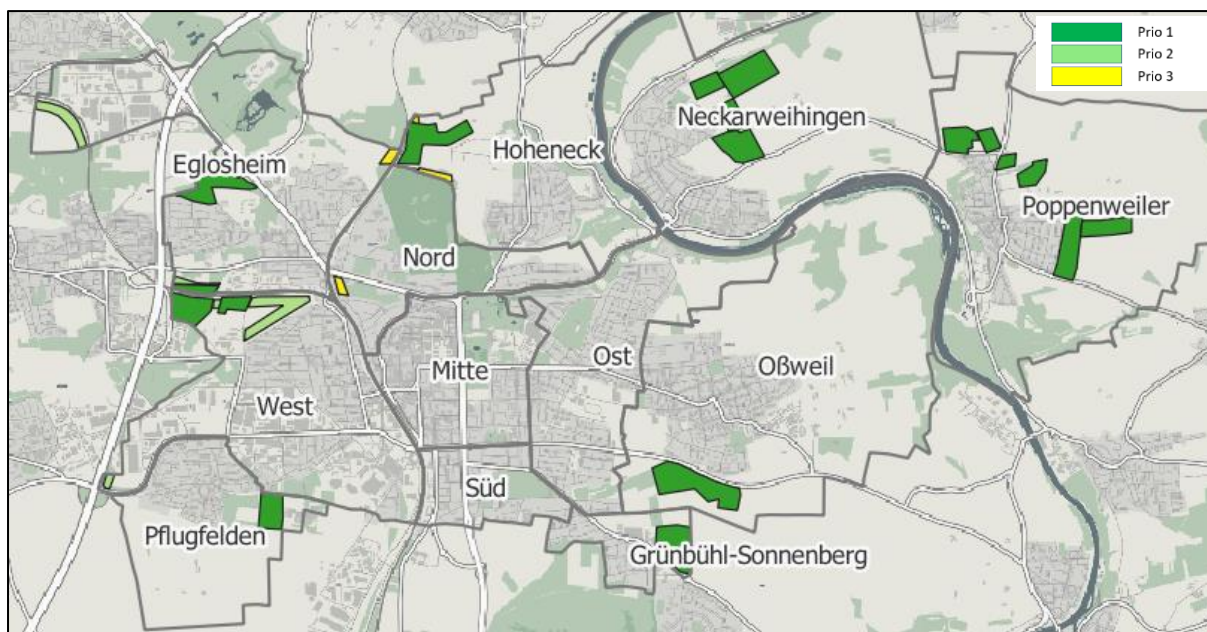 Prio 1
Prio 2
Prio 3
Neckarweihingen
Hoheneck
Eglosheim
Poppenweiler
Nord
Ost
Oßweil
Mitte
West
Süd
Pflugfelden
Grünbühl-Sonnenberg